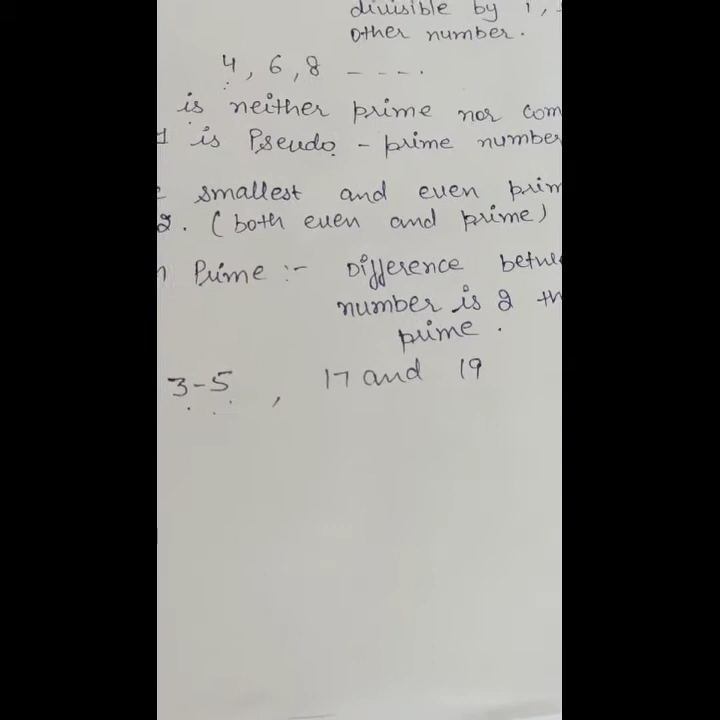 divisible by 1,
other number.
4, 6, 8 - - - -.
is neither prime nor com
1 is Pseudo - prime number
smallest and even prim
2. (both even and prime)
Prime :- Difference betwe
number is 2 th
prime.
3-5, 17 and 19